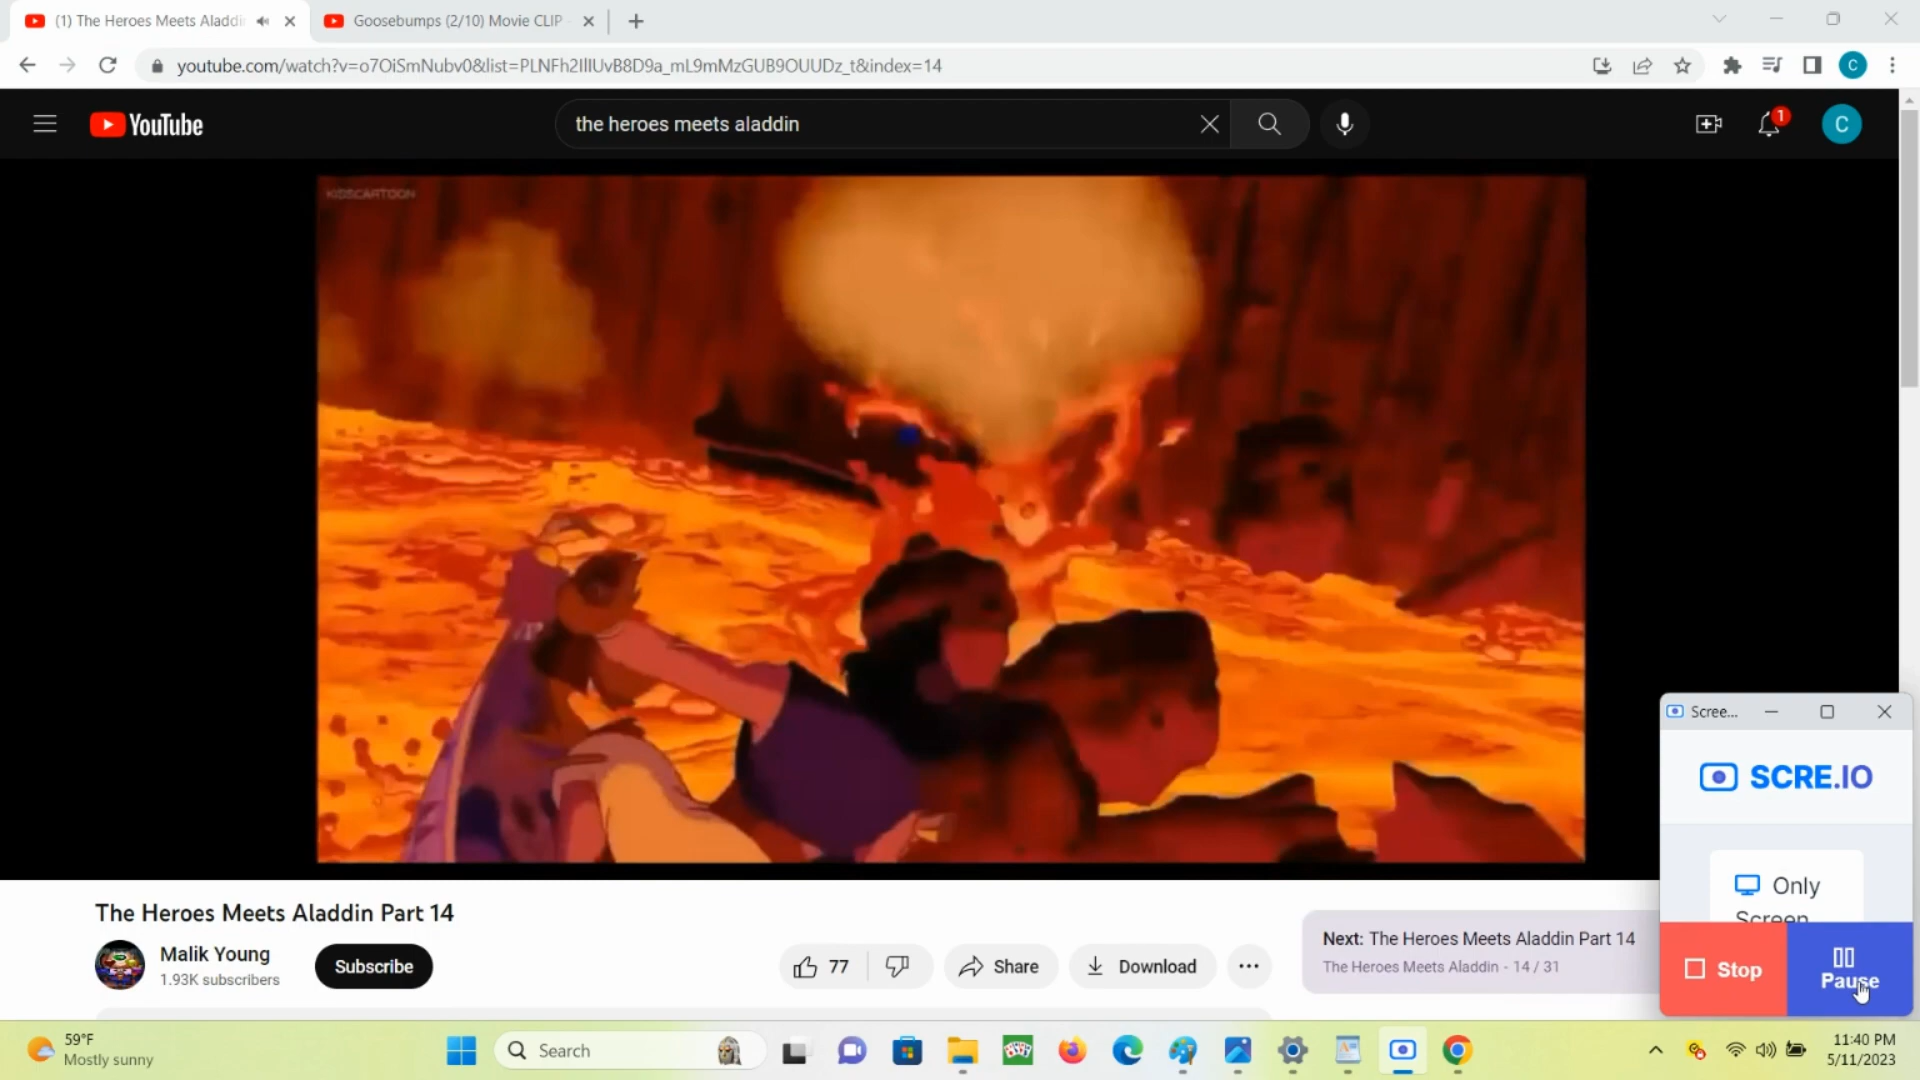 (1) The Heroes Meets Aladdi
Goosebumps (2/10) Movie CLIP
youtube.com/watch?v=o7OiSmNubv0&list=PLNFh2IllUvB8D9a_mL9mMzGUB9OUUDz_t&index=14
C
YouTube
the heroes meets aladdin
1
C
KISSCARTOON
Scree...
SCRE.IO
Only
Screen
Stop
Pause
The Heroes Meets Aladdin Part 14
Malik Young
1.93K subscribers
Subscribe
77
Share
Download
Next: The Heroes Meets Aladdin Part 14
The Heroes Meets Aladdin - 14 / 31
59°F
Mostly sunny
Search
11:40 PM
5/11/2023